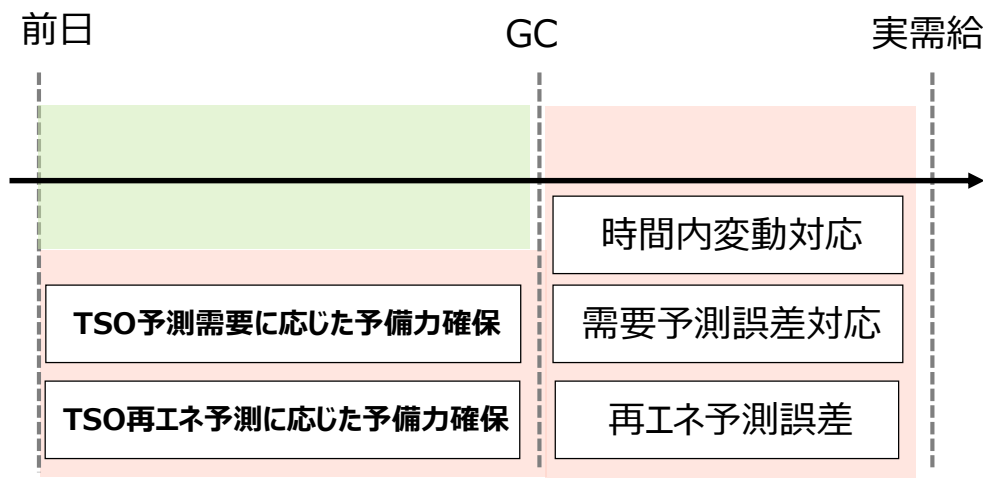 前日 GC 実需給
時間内変動対応
TSO予測需要に応じた予備力確保 需要予測誤差対応
TSO再エネ予測に応じた予備力確保 再エネ予測誤差